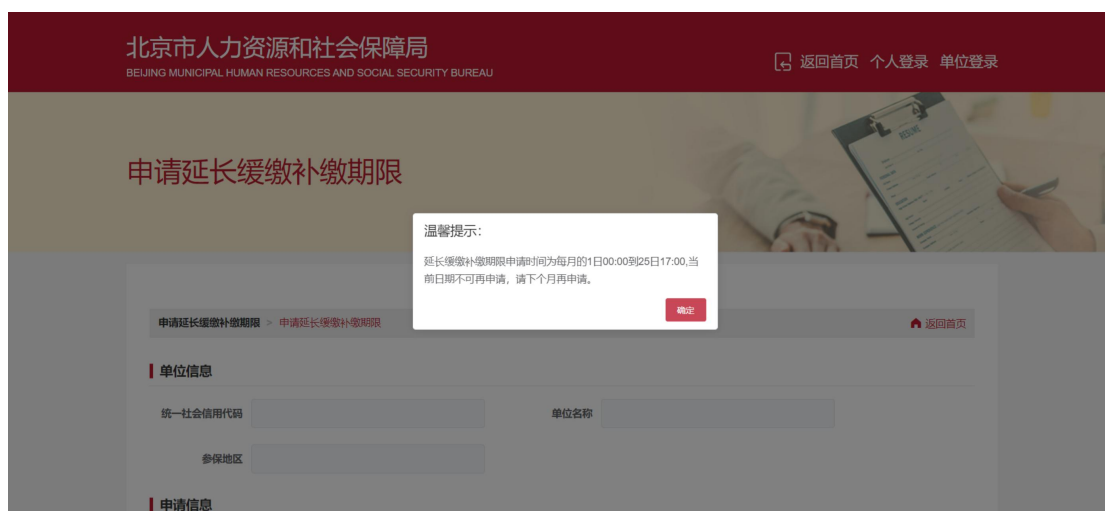 北京市人力资源和社会保障局
BEIJING MUNICIPAL HUMAN RESOURCES AND SOCIAL SECURITY BUREAU
返回首页 个人登录 单位登录
RESUME
申请延长缓缴补缴期限
温馨提示:
延长缓缴补缴期限申请时间为每月的1日00:00到25日17:00,当
前日期不可再申请，请下个月再申请。
确定
申请延长缓缴补缴期限 > 申请延长缓缴补缴期限
返回首页
单位信息
统一社会信用代码
单位名称
参保地区
申请信息